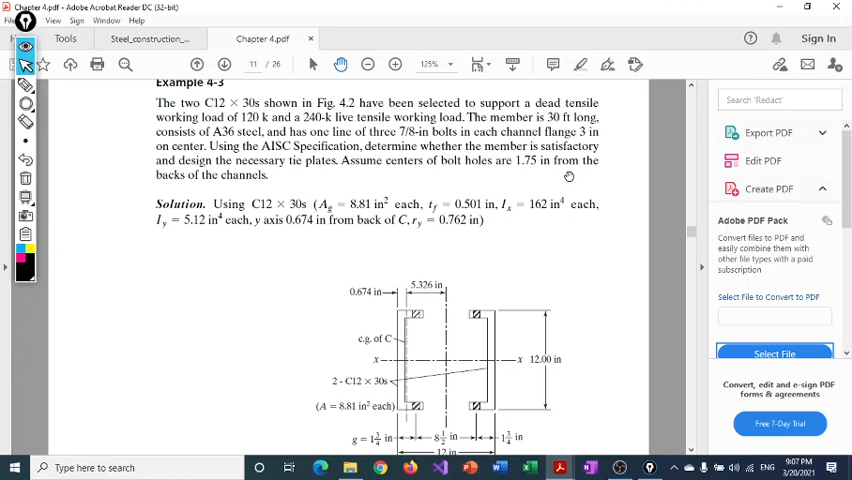 Chapter 4.pdf - Adobe Acrobat Reader DC (32-bit)
View Sign Window Help
Tools
Steel_construction_...
Chapter 4.pdf
×
Sign In
11 / 26
125%
Example 4-3
The two C12 × 30s shown in Fig. 4.2 have been selected to support a dead tensile
working load of 120 k and a 240-k live tensile working load. The member is 30 ft long,
consists of A36 steel, and has one line of three 7/8-in bolts in each channel flange 3 in
on center. Using the AISC Specification, determine whether the member is satisfactory
and design the necessary tie plates. Assume centers of bolt holes are 1.75 in from the
backs of the channels.
Solution. Using C12 × 30s (Ag = 8.81 in² each, tf = 0.501 in, Ix = 162 in⁴ each,
Iy = 5.12 in⁴ each, y axis 0.674 in from back of C, ry = 0.762 in)
5.326 in
0.674 in
c.g. of C
x
x
12.00 in
2 - C12 × 30s
(A = 8.81 in² each)
g = 1 3/4 in
8 1/2 in
1 3/4 in
12 in
Search 'Redact'
Export PDF
Edit PDF
Create PDF
Adobe PDF Pack
Convert files to PDF and
easily combine them with
other file types with a paid
subscription
Select File to Convert to PDF
Select File
Convert, edit and e-sign PDF
forms & agreements
Free 7-Day Trial
Type here to search
ENG
9:07 PM
3/20/2021